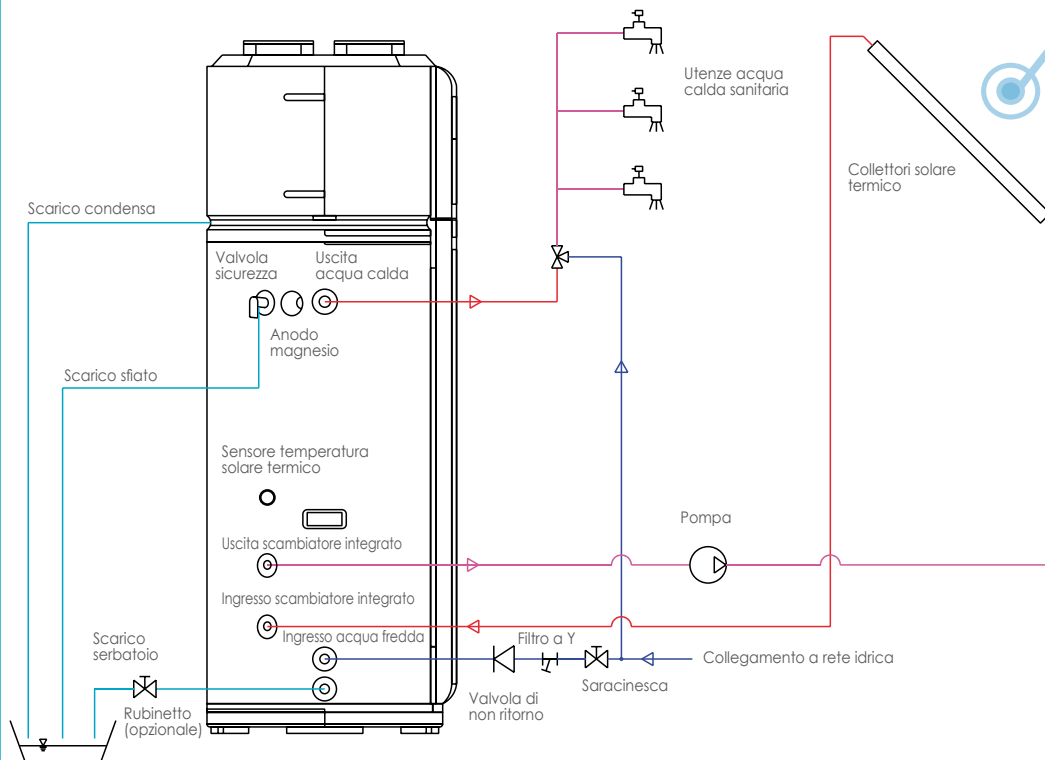 Utenze acqua
calda sanitaria
Collettori solare
termico
Scarico condensa
Valvola
sicurezza
Uscita
acqua calda
Anodo
magnesio
Scarico sfiato
Sensore temperatura
solare termico
Pompa
Uscita scambiatore integrato
Ingresso scambiatore integrato
Scarico
serbatoio
Ingresso acqua fredda
Filtro a Y
Collegamento a rete idrica
Saracinesca
Valvola di
non ritorno
Rubinetto
(opzionale)